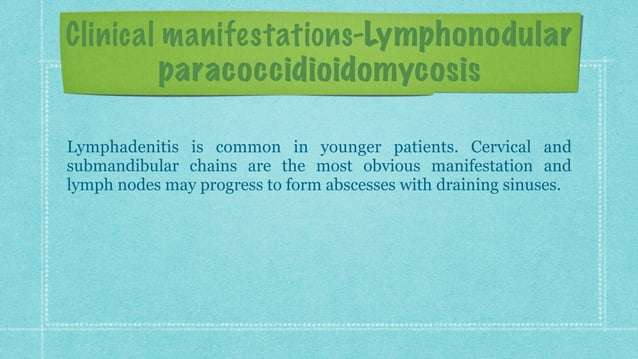 Clinical manifestations-Lymphonodular
paracoccidioidomycosis
Lymphadenitis is common in younger patients. Cervical and
submandibular chains are the most obvious manifestation and
lymph nodes may progress to form abscesses with draining sinuses.